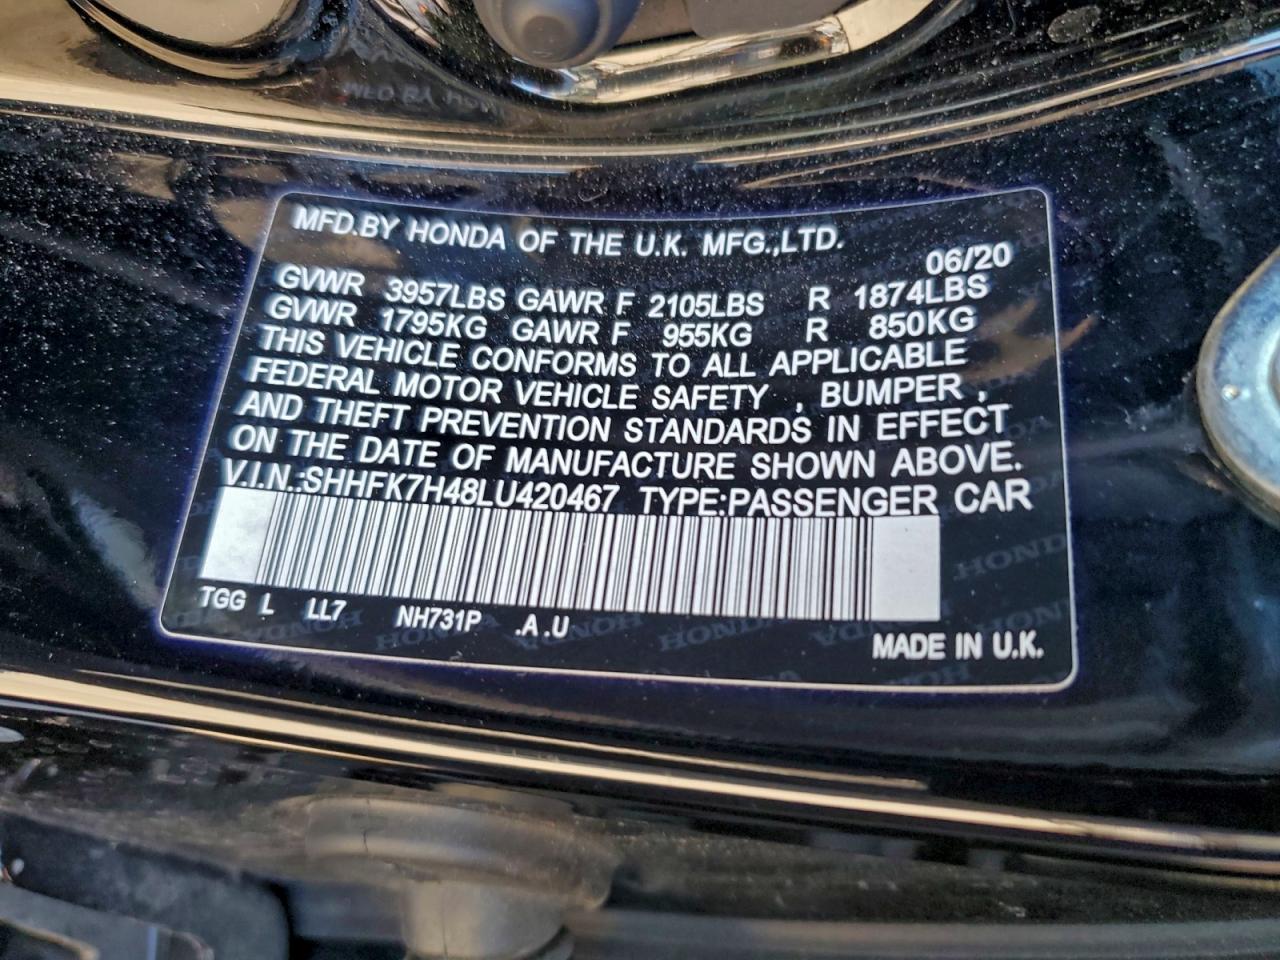 MFD.BY HONDA OF THE U.K. MFG.,LTD.
06/20
GVWR 3957LBS GAWR F 2105LBS R 1874LBS
GVWR 1795KG GAWR F 955KG R 850KG
THIS VEHICLE CONFORMS TO ALL APPLICABLE
FEDERAL MOTOR VEHICLE SAFETY , BUMPER ,
AND THEFT PREVENTION STANDARDS IN EFFECT
ON THE DATE OF MANUFACTURE SHOWN ABOVE.
V.I.N.:SHHFK7H48LU420467 TYPE:PASSENGER CAR
TGG L LL7 NH731P .A .U
MADE IN U.K.